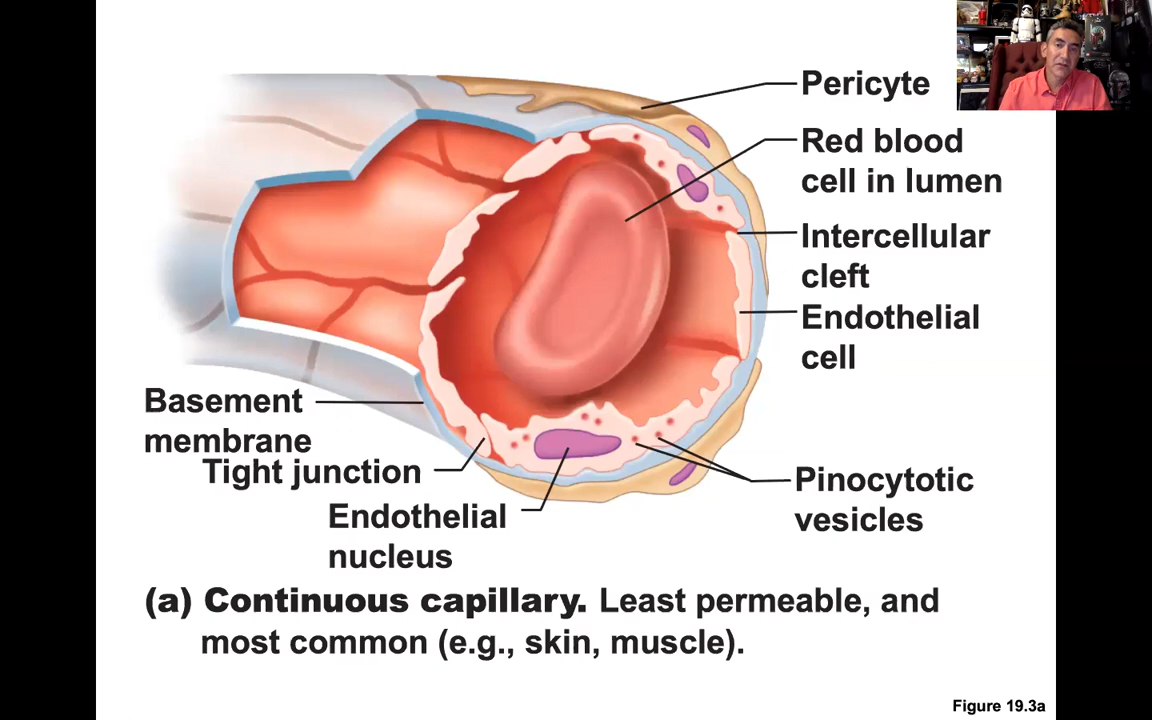 Pericyte
Red blood
cell in lumen
Intercellular
cleft
Endothelial
cell
Basement
membrane
Tight junction
Endothelial
nucleus
Pinocytotic
vesicles
(a) Continuous capillary. Least permeable, and
most common (e.g., skin, muscle).
Figure 19.3a